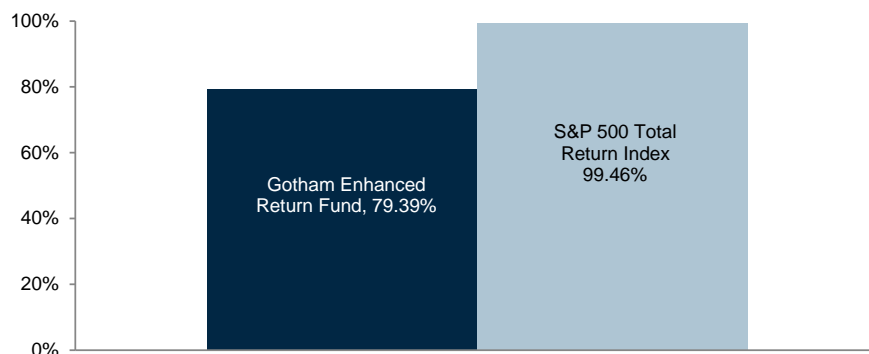 100%
80%
60%
40%
20%
0%
Gotham Enhanced
Return Fund, 79.39%
S&P 500 Total
Return Index
99.46%